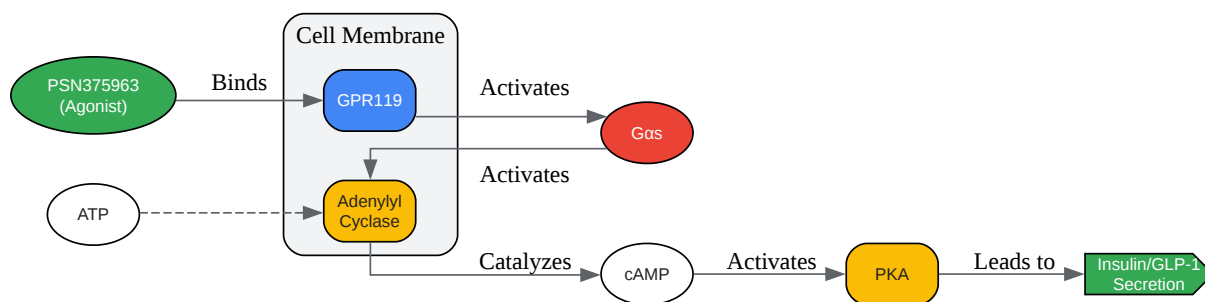 Cell Membrane
PSN375963
(Agonist)
Binds
GPR119
Activates
Gαs
Activates
ATP
Adenylyl
Cyclase
Catalyzes
cAMP
Activates
PKA
Leads to
Insulin/GLP-1
Secretion